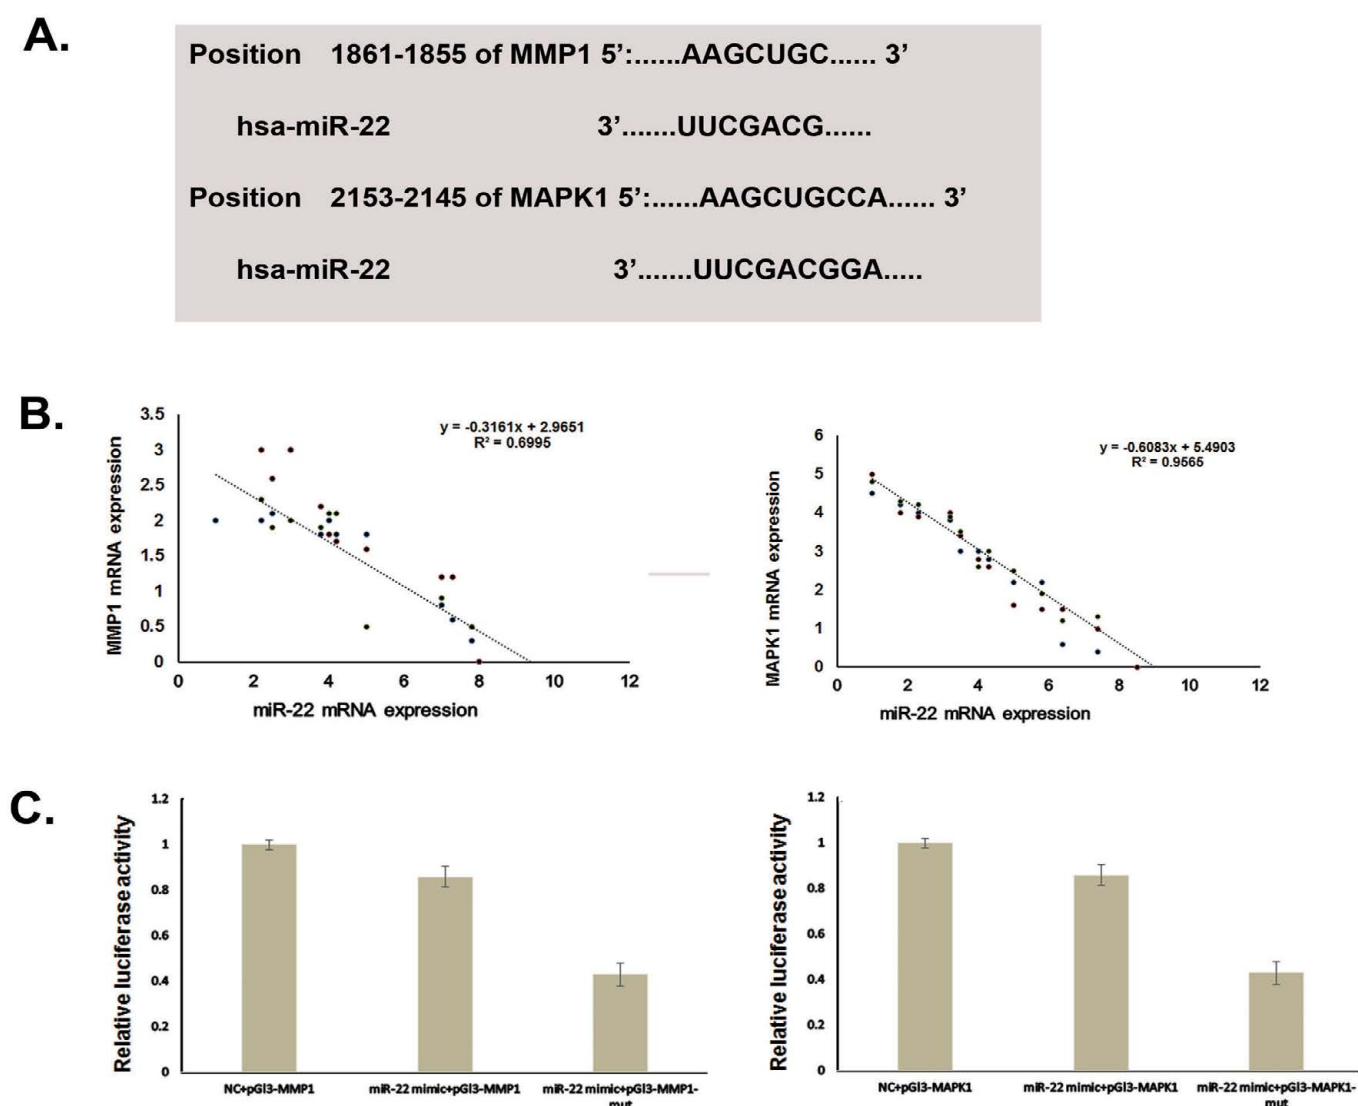 A.
Position 1861-1855 of MMP1 5’:......AAGCUGC...... 3’
hsa-miR-22 3’.......UUCGACG......
Position 2153-2145 of MAPK1 5’:......AAGCUGCCA...... 3’
hsa-miR-22 3’.......UUCGACGGA.....
B.
MMP1 mRNA expression
3.5
3
2.5
2
1.5
1
0.5
0
y = -0.3161x + 2.9651
R² = 0.6995
0 2 4 6 8 10 12
miR-22 mRNA expression
MAPK1 mRNA expression
6
5
4
3
2
1
0
y = -0.6083x + 5.4903
R² = 0.9565
0 2 4 6 8 10 12
miR-22 mRNA expression
C.
Relative luciferase activity
1.2
1
0.8
0.6
0.4
0.2
0
NC+pGl3-MMP1
miR-22 mimic+pGl3-MMP1
miR-22 mimic+pGl3-MMP1-
mut
Relative luciferase activity
1.2
1
0.8
0.6
0.4
0.2
0
NC+pGl3-MAPK1
miR-22 mimic+pGl3-MAPK1
miR-22 mimic+pGl3-MAPK1-
mut